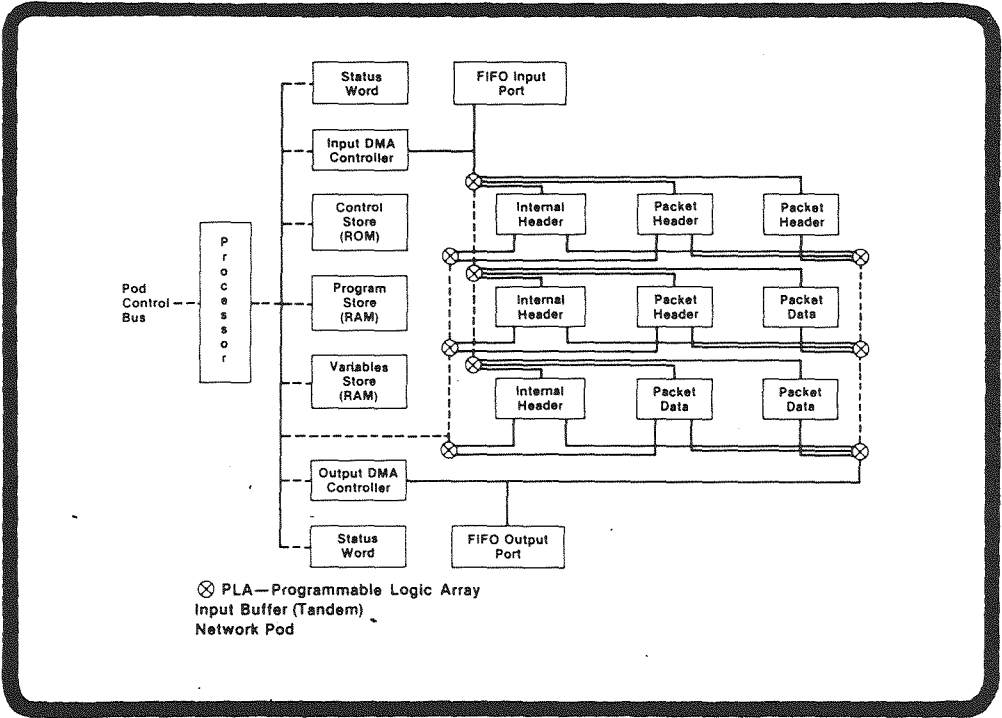 Status
Word
FIFO Input
Port
Input DMA
Controller
Control
Store
(ROM)
Internal
Header
Packet
Header
Packet
Header
Processor
Pod
Control
Bus
Program
Store
(RAM)
Internal
Header
Packet
Header
Packet
Data
Variables
Store
(RAM)
Internal
Header
Packet
Data
Packet
Data
Output DMA
Controller
Status
Word
FIFO Output
Port
PLA—Programmable Logic Array
Input Buffer (Tandem)
Network Pod